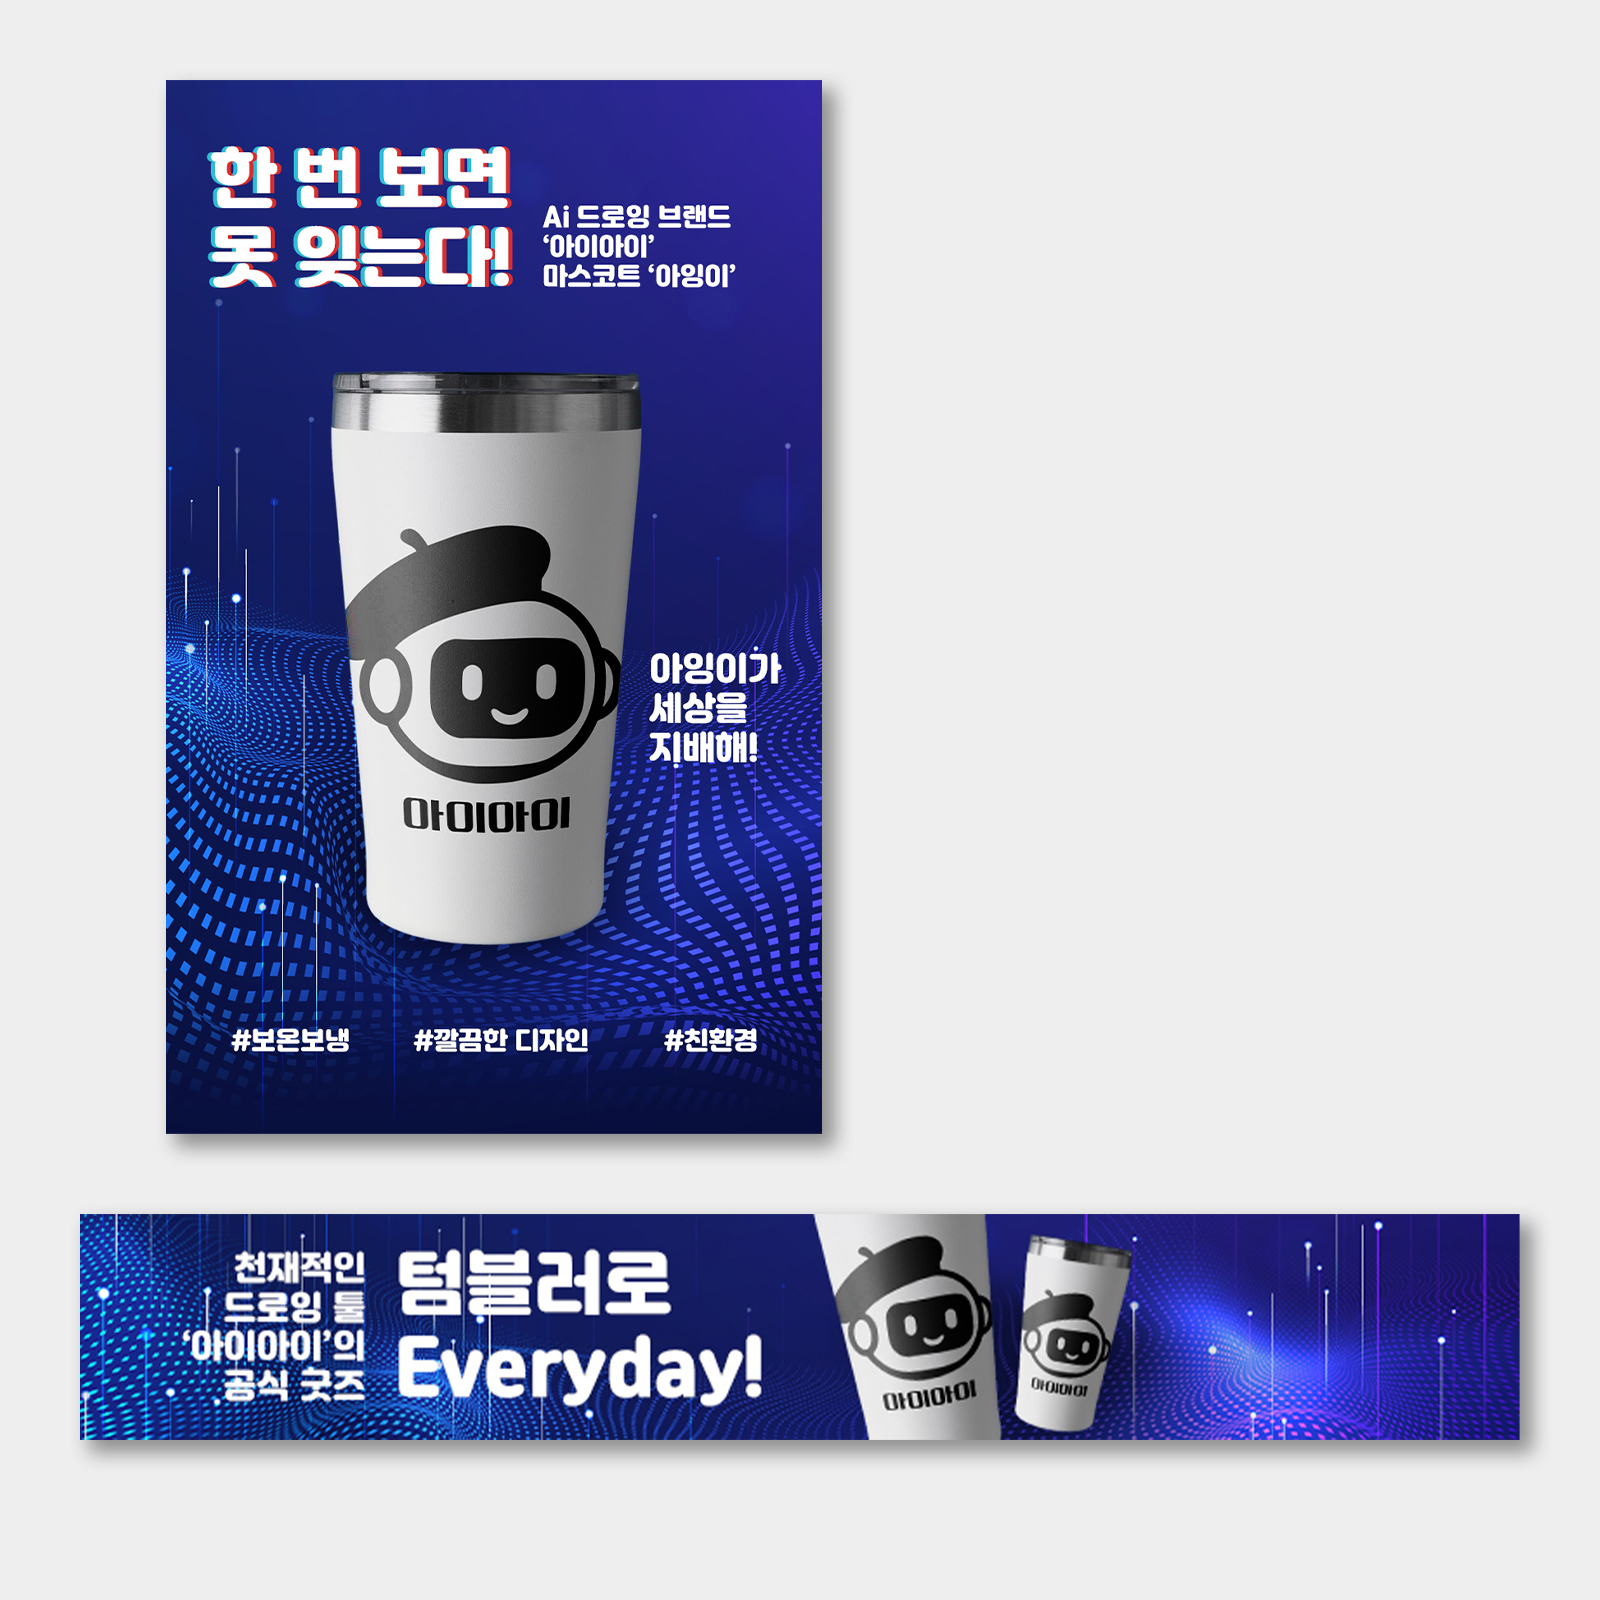 한 번 보면
못 잊는다!
Ai 드로잉 브랜드
‘아이아이’
마스코트 ‘아잉이’
아잉이가
세상을
지배해!
아이아이
#보온보냉
#깔끔한 디자인
#친환경
천재적인
드로잉 툴
‘아이아이’의
공식 굿즈
텀블러로
Everyday!
아이아이
아이아이